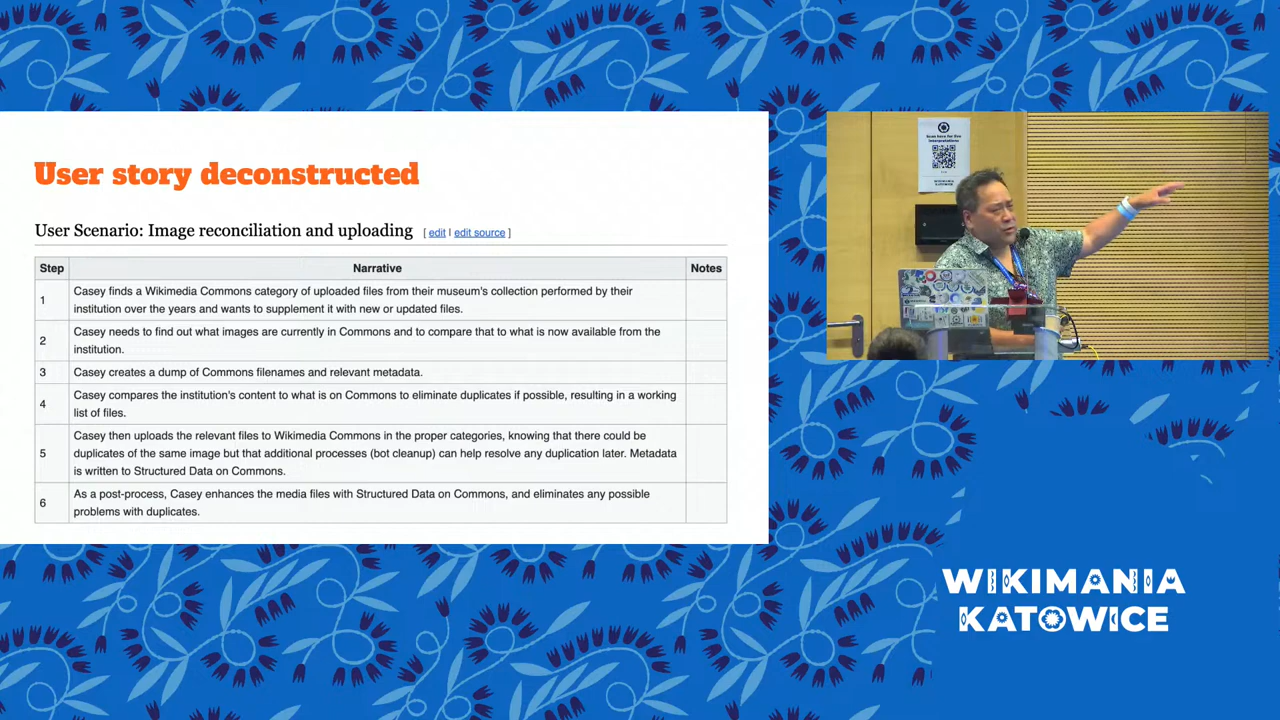 User story deconstructed
User Scenario: Image reconciliation and uploading [ edit | edit source ]
Step Narrative Notes
1 Casey finds a Wikimedia Commons category of uploaded files from their museum's collection performed by their
institution over the years and wants to supplement it with new or updated files.
2 Casey needs to find out what images are currently in Commons and to compare that to what is now available from the
institution.
3 Casey creates a dump of Commons filenames and relevant metadata.
4 Casey compares the institution's content to what is on Commons to eliminate duplicates if possible, resulting in a working
list of files.
5 Casey then uploads the relevant files to Wikimedia Commons in the proper categories, knowing that there could be
duplicates of the same image but that additional processes (bot cleanup) can help resolve any duplication later. Metadata
is written to Structured Data on Commons.
6 As a post-process, Casey enhances the media files with Structured Data on Commons, and eliminates any possible
problems with duplicates.
Scan here for live
interpretations
WIKIMANIA
KATOWICE
WIKIMANIA
KATOWICE